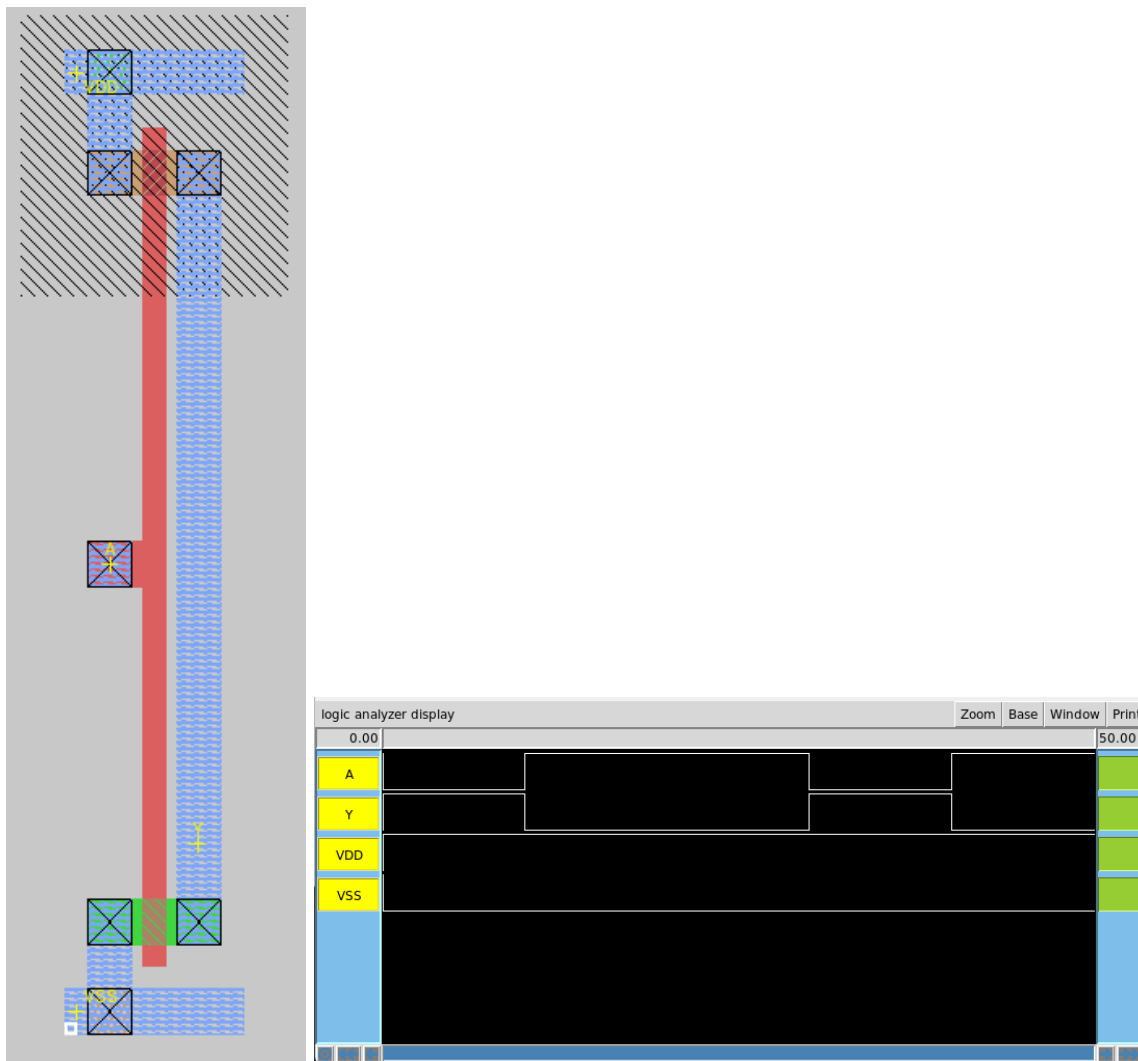 VDD
A
Y
VSS
logic analyzer display
Zoom Base Window Print
0.00 50.00
A
Y
VDD
VSS